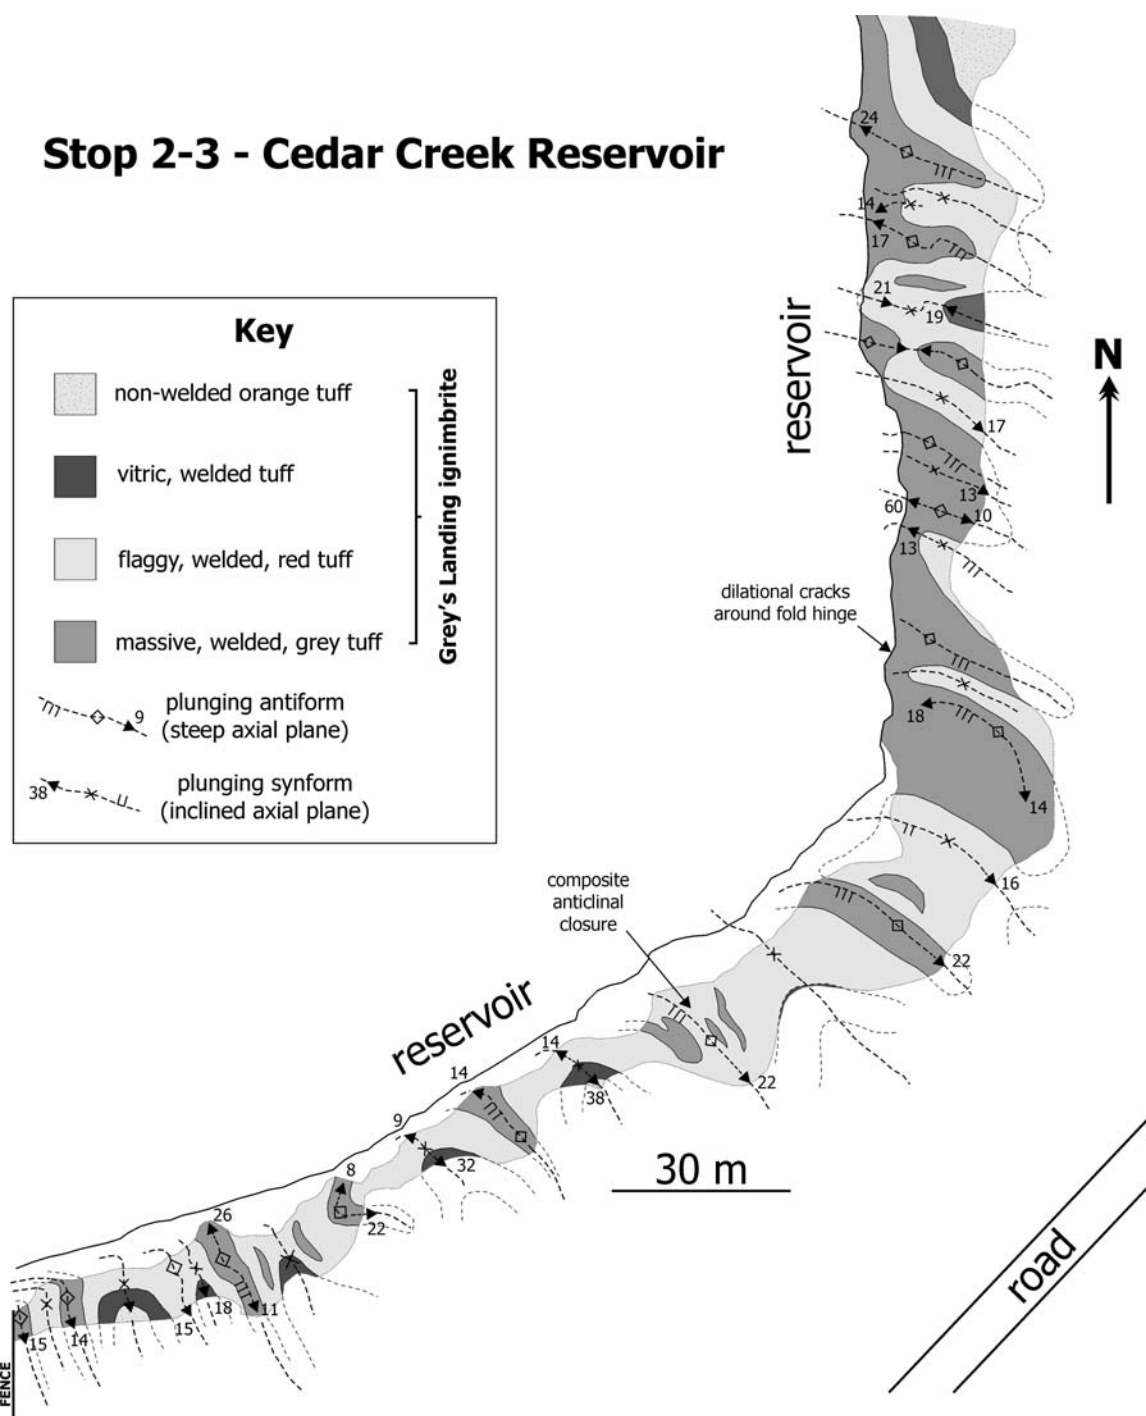 Stop 2-3 - Cedar Creek Reservoir
Key
non-welded orange tuff
vitric, welded tuff
flaggy, welded, red tuff
massive, welded, grey tuff
Grey's Landing ignimbrite
plunging antiform
(steep axial plane)
9
plunging synform
(inclined axial plane)
38
reservoir
N
24
14
17
21
19
17
13
10
60
13
dilational cracks
around fold hinge
18
14
16
composite
anticlinal
closure
22
reservoir
22
14
38
14
9
32
8
22
26
11
18
15
14
15
30 m
road
FENCE